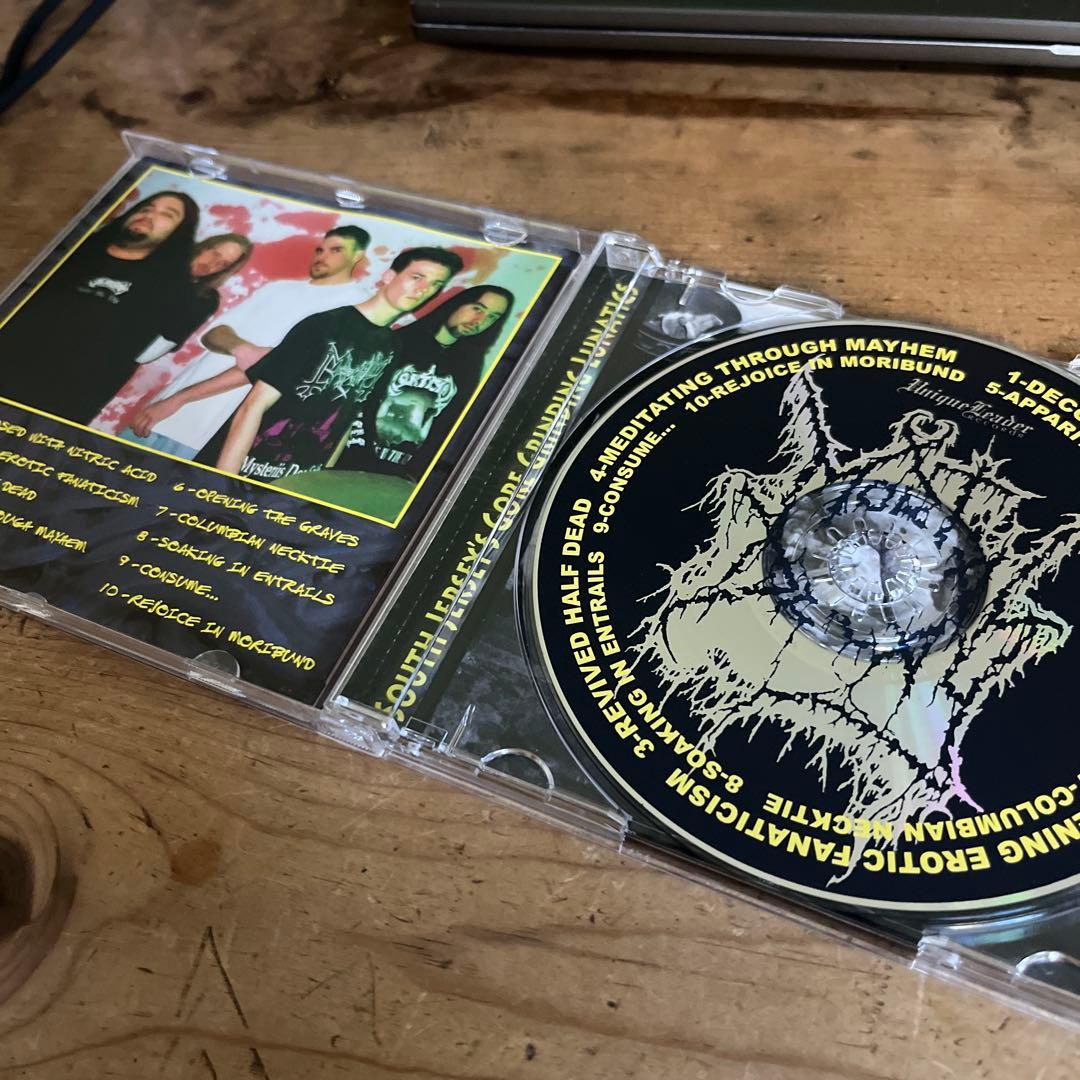 SED WITH NITRIC ACID
EROTIC FANATICISM
DEAD
OUGH MAYHEM
6 - OPENING THE GRAVES
7 - COLUMBIAN NECKTIE
8 - SOAKING IN ENTRAILS
9 - CONSUME...
10 - REJOICE IN MORIBUND
Mysteriis D
SOUTH JERSEY'S GORE GRINDING LUNATICS
1-DECO
3-REVIVED HALF DEAD 4-MEDITATING THROUGH MAYHEM
5-APPARI
ENING EROTIC FANATICISM
-COLUMBIAN NECKTIE 8-SOAKING IN ENTRAILS 9-CONSUME... 10-REJOICE IN MORIBUND
Unique Leader